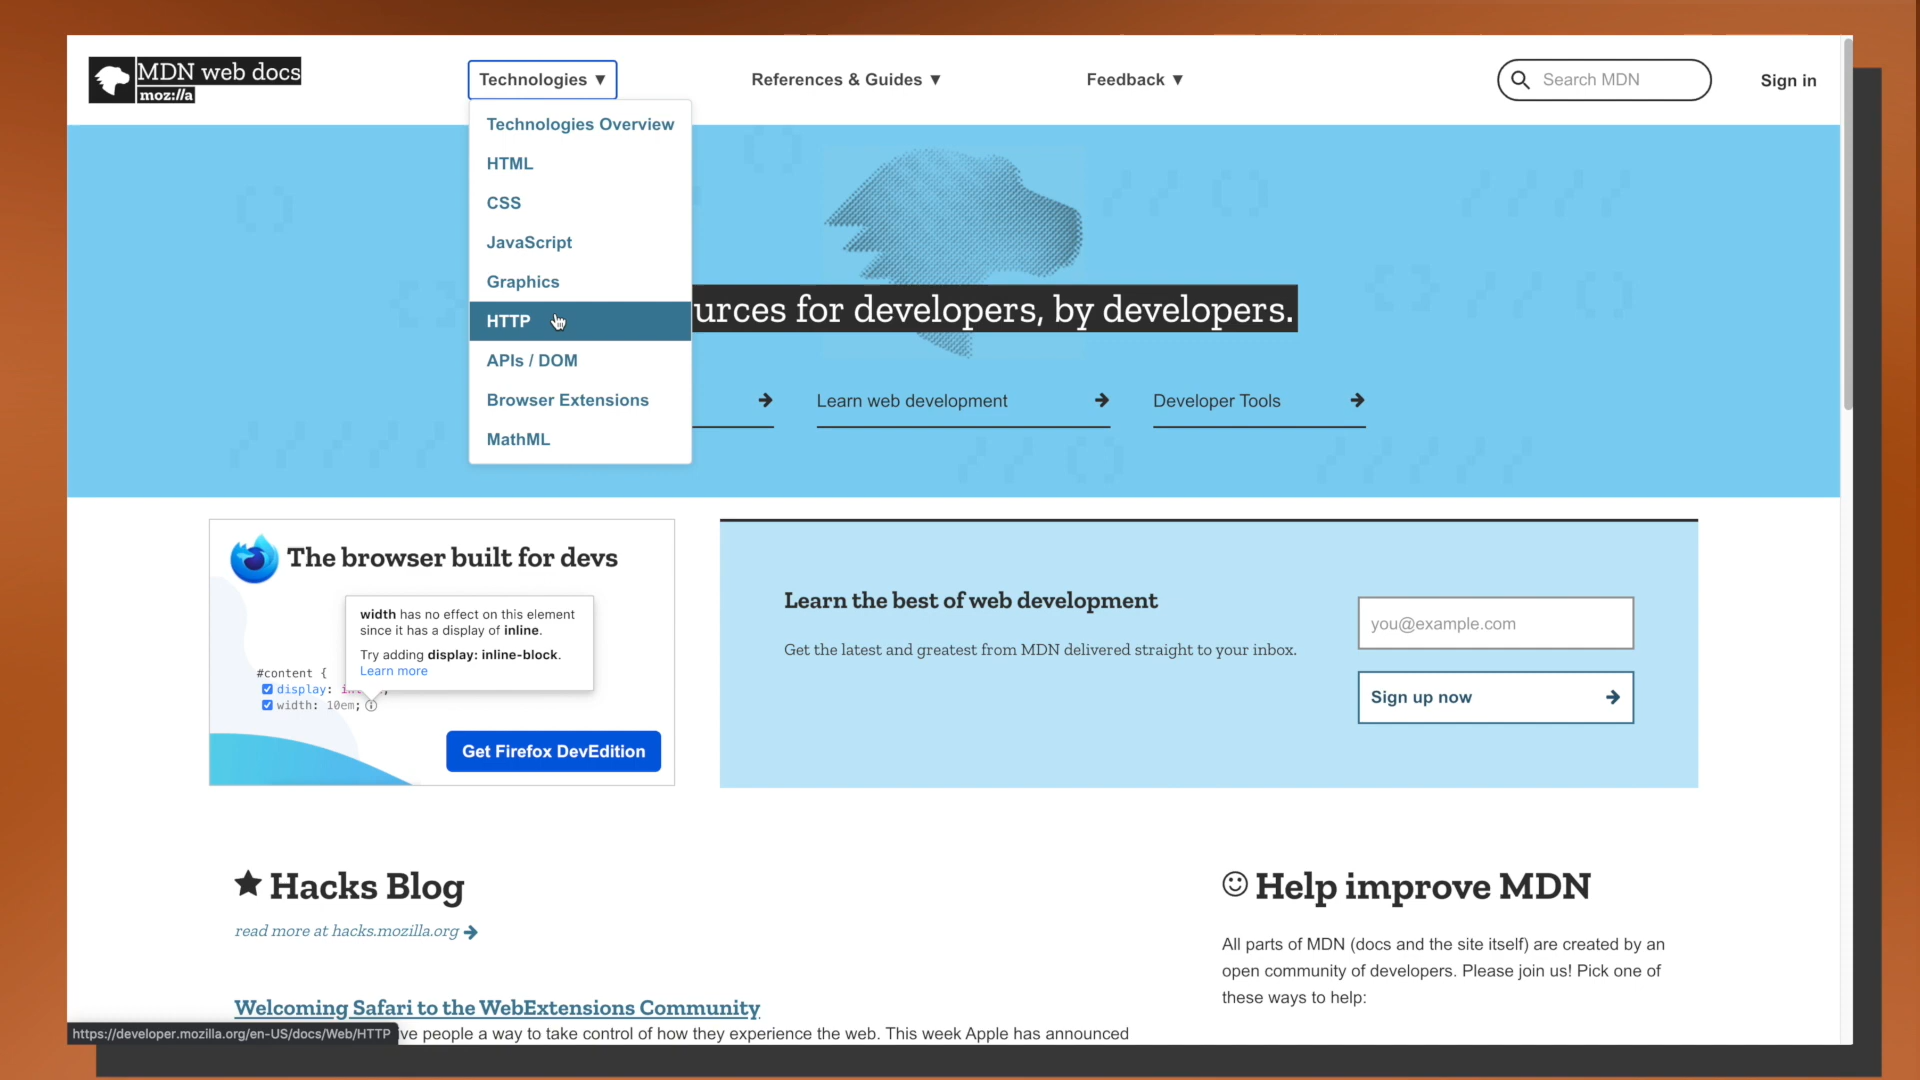 MDN web docs
moz://a
Technologies ▼
References & Guides ▼
Feedback ▼
Search MDN
Sign in
Technologies Overview
HTML
CSS
JavaScript
Graphics
HTTP
APIs / DOM
Browser Extensions
MathML
urces for developers, by developers.
Learn web development
Developer Tools
The browser built for devs
width has no effect on this element
since it has a display of inline.
Try adding display: inline-block.
Learn more
#content {
display:
width: 10em;
Get Firefox DevEdition
Learn the best of web development
Get the latest and greatest from MDN delivered straight to your inbox.
you@example.com
Sign up now
Hacks Blog
read more at hacks.mozilla.org
Welcoming Safari to the WebExtensions Community
ve people a way to take control of how they experience the web. This week Apple has announced
Help improve MDN
All parts of MDN (docs and the site itself) are created by an
open community of developers. Please join us! Pick one of
these ways to help:
https://developer.mozilla.org/en-US/docs/Web/HTTP